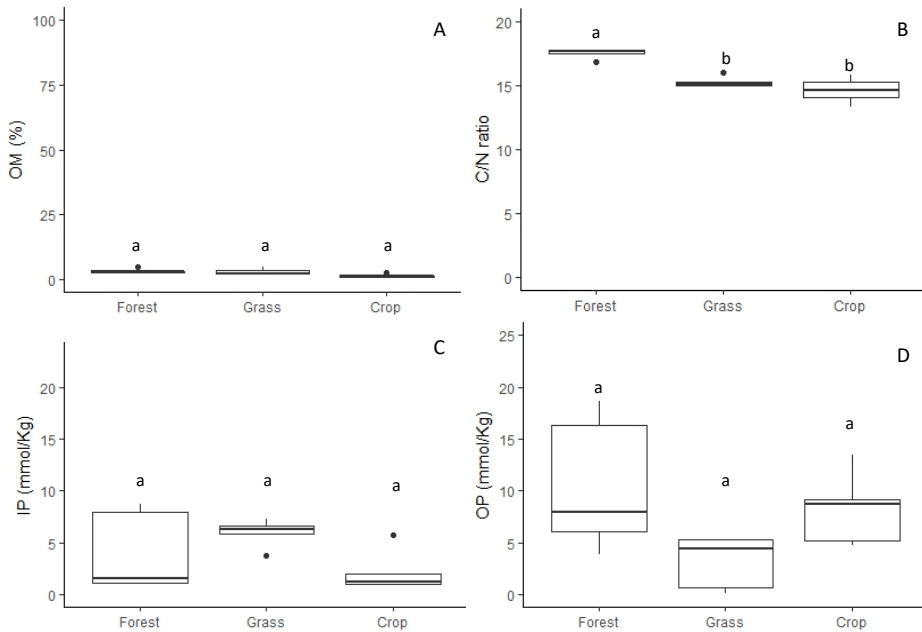 A
OM (%)
100
75
50
25
0
a a a
Forest Grass Crop
B
C/N ratio
20
15
10
5
0
a b b
Forest Grass Crop
C
IP (mmol/Kg)
20
15
10
5
0
a a a
Forest Grass Crop
D
OP (mmol/Kg)
25
20
15
10
5
0
a a a
Forest Grass Crop